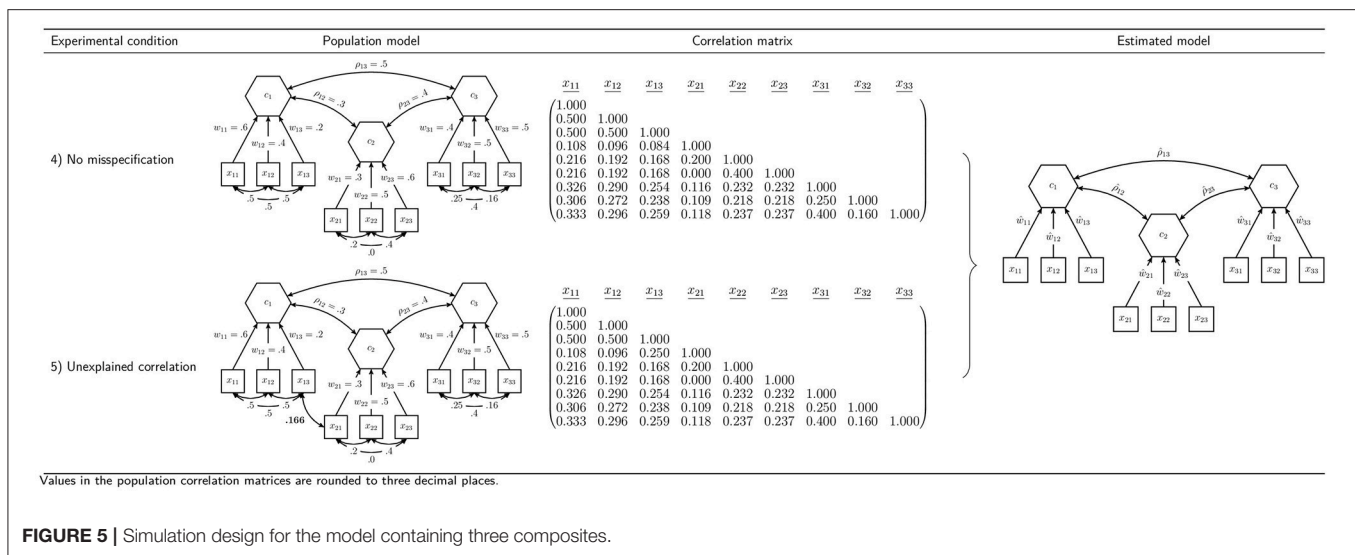 Experimental condition Population model Correlation matrix Estimated model
4) No misspecification
ρ13 = .5
c1 c3
ρ12 = .3 ρ23 = .4
w11 = .6 w13 = .2 c2 w31 = .4 w33 = .5
w12 = .4 w32 = .5
x11 x12 x13 w21 = .3 w23 = .6 x31 x32 x33
.5 .5 w22 = .5 .25 .16
.5 .4
x21 x22 x23
.2 .4
.0
x11 x12 x13 x21 x22 x23 x31 x32 x33
1.000
0.500 1.000
0.500 0.500 1.000
0.108 0.096 0.084 1.000
0.216 0.192 0.168 0.200 1.000
0.216 0.192 0.168 0.000 0.400 1.000
0.326 0.290 0.254 0.116 0.232 0.232 1.000
0.306 0.272 0.238 0.109 0.218 0.218 0.250 1.000
0.333 0.296 0.259 0.118 0.237 0.237 0.400 0.160 1.000
5) Unexplained correlation
ρ13 = .5
c1 c3
ρ12 = .3 ρ23 = .4
w11 = .6 w13 = .2 c2 w31 = .4 w33 = .5
w12 = .4 w32 = .5
x11 x12 x13 w21 = .3 w23 = .6 x31 x32 x33
.5 .5 w22 = .5 .25 .16
.5 .4
.166 x21 x22 x23
.2 .4
.0
x11 x12 x13 x21 x22 x23 x31 x32 x33
1.000
0.500 1.000
0.500 0.500 1.000
0.108 0.096 0.250 1.000
0.216 0.192 0.168 0.200 1.000
0.216 0.192 0.168 0.000 0.400 1.000
0.326 0.290 0.254 0.116 0.232 0.232 1.000
0.306 0.272 0.238 0.109 0.218 0.218 0.250 1.000
0.333 0.296 0.259 0.118 0.237 0.237 0.400 0.160 1.000
ρ̂13
c1 c3
ρ̂12 ρ̂23
ŵ11 ŵ13 c2 ŵ31 ŵ33
ŵ12 ŵ32
x11 x12 x13 ŵ21 ŵ23 x31 x32 x33
ŵ22
x21 x22 x23
Values in the population correlation matrices are rounded to three decimal places.
FIGURE 5 | Simulation design for the model containing three composites.